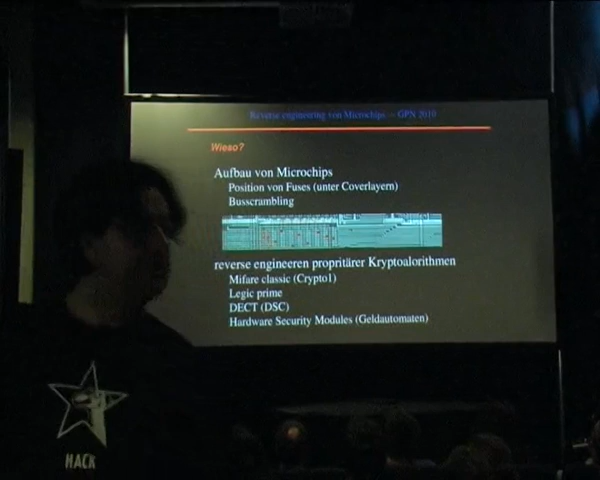 Reverse engineering von Microchips — GPN 2010
Wieso?
Aufbau von Microchips
Position von Fuses (unter Coverlayern)
Busscrambling
reverse engineeren propritärer Kryptoalorithmen
Mifare classic (Crypto1)
Legic prime
DECT (DSC)
Hardware Security Modules (Geldautomaten)
HACK